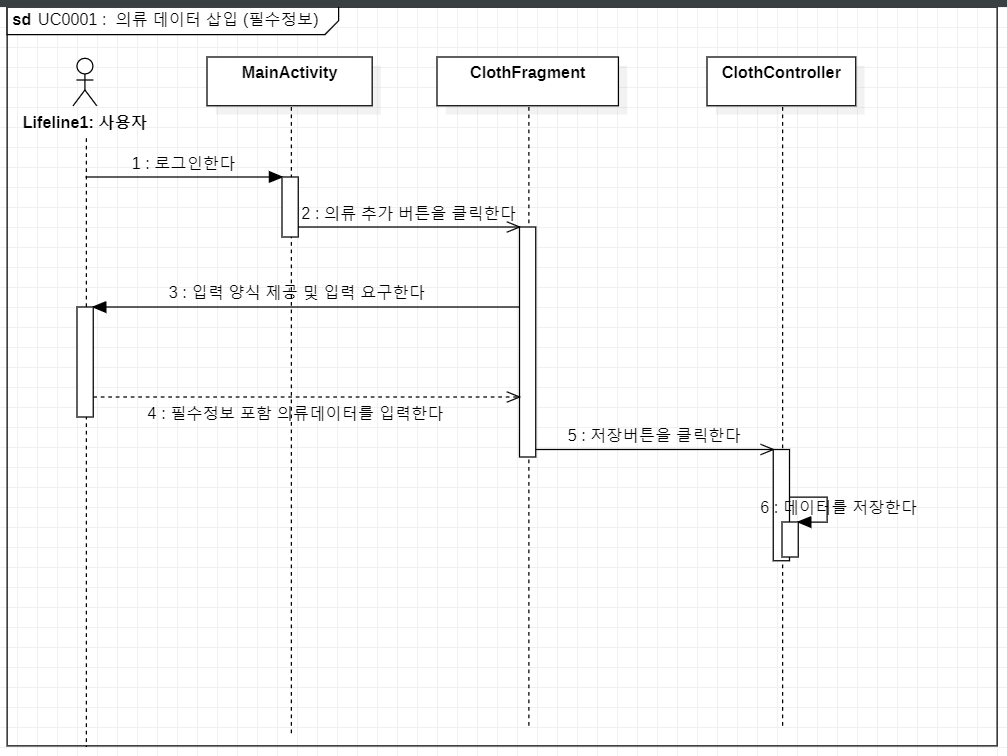 sd UC0001 : 의류 데이터 삽입 (필수정보)
MainActivity
ClothFragment
ClothController
Lifeline1: 사용자
1 : 로그인한다
2 : 의류 추가 버튼을 클릭한다
3 : 입력 양식 제공 및 입력 요구한다
4 : 필수정보 포함 의류데이터를 입력한다
5 : 저장버튼을 클릭한다
6 : 데이터를 저장한다